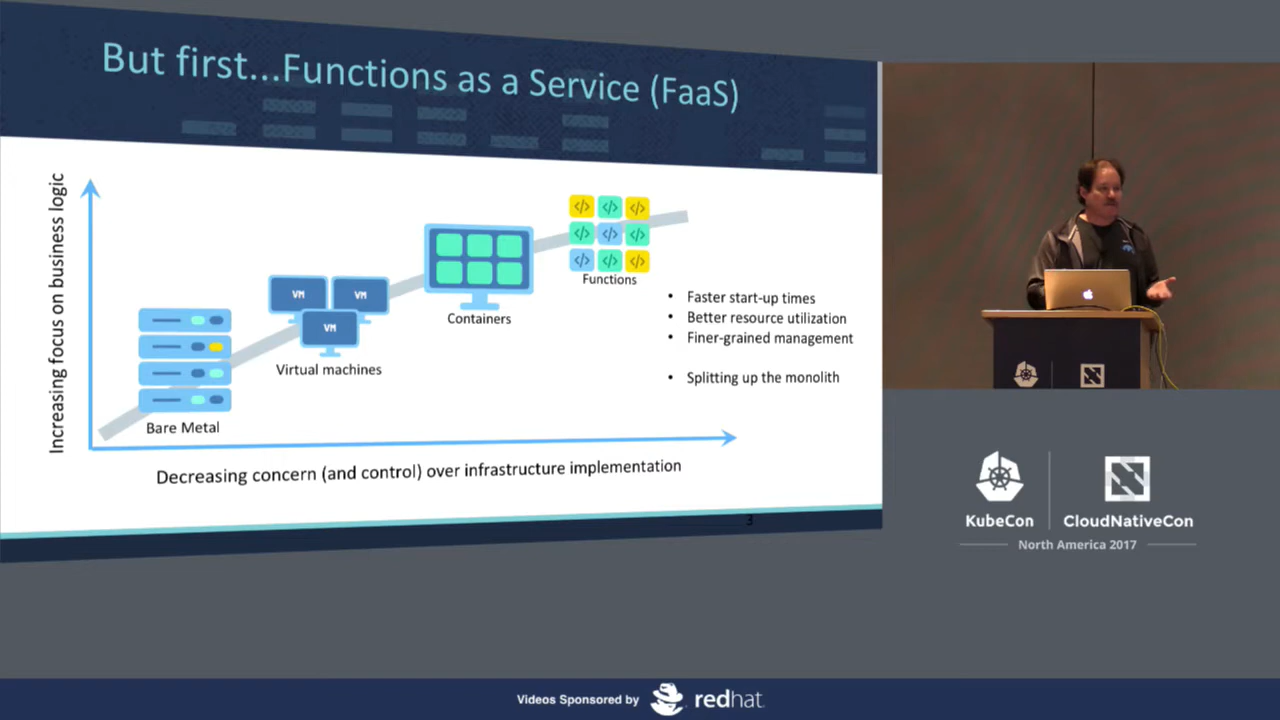 But first...Functions as a Service (FaaS)
Increasing focus on business logic
</>
</>
</>
</>
</>
</>
</>
</>
</>
Functions
Containers
VM
VM
VM
Virtual machines
Bare Metal
• Faster start-up times
• Better resource utilization
• Finer-grained management
• Splitting up the monolith
Decreasing concern (and control) over infrastructure implementation
3
KubeCon
CloudNativeCon
North America 2017
Videos Sponsored by
redhat.